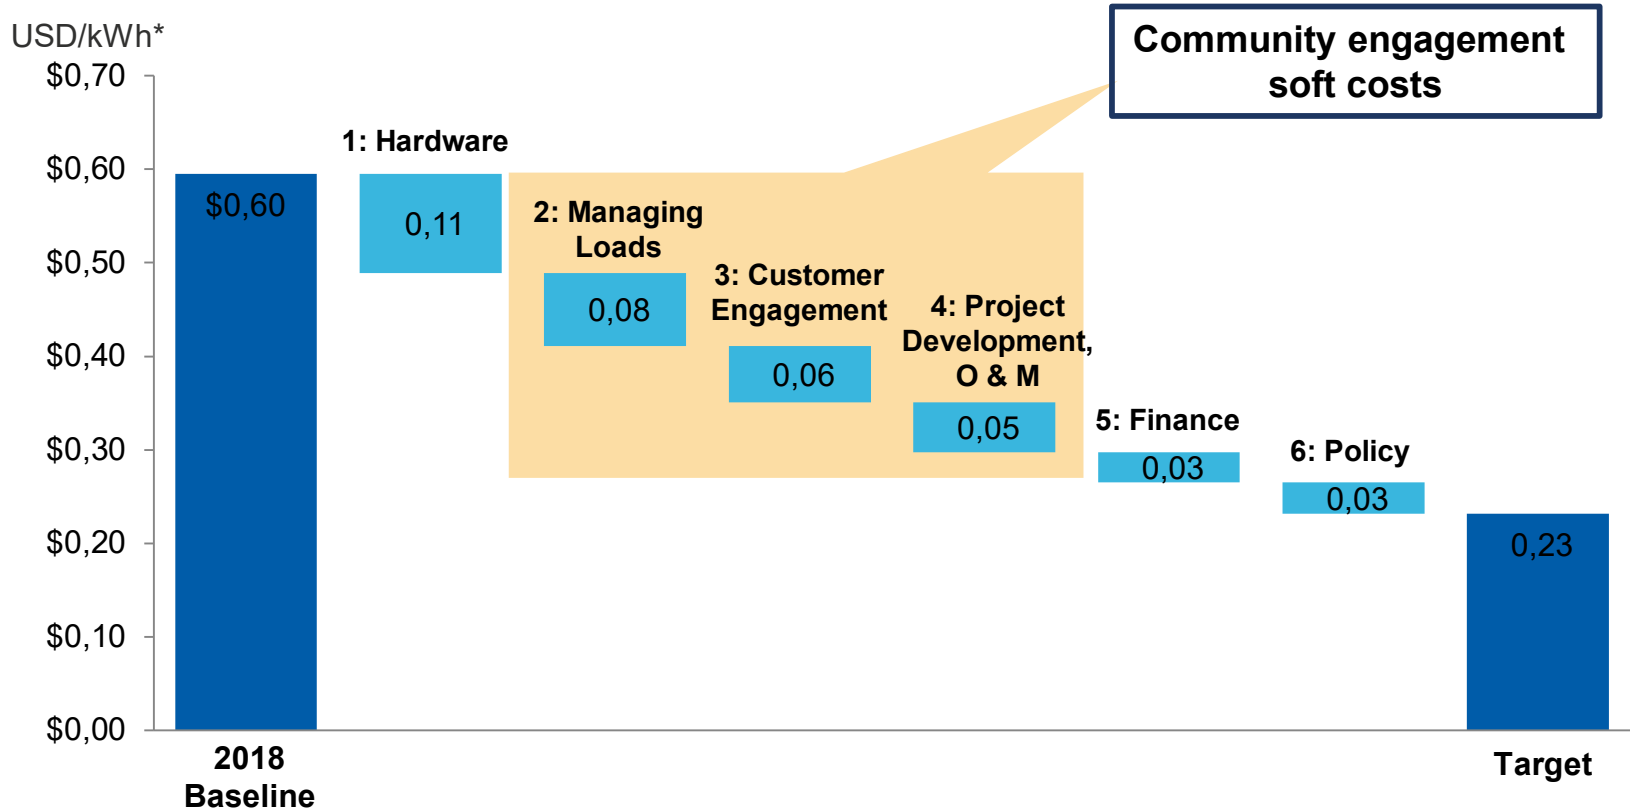 USD/kWh*
Community engagement
soft costs
$0,70
$0,60
$0,50
$0,40
$0,30
$0,20
$0,10
$0,00
$0,60
1: Hardware
0,11
2: Managing
Loads
0,08
3: Customer
Engagement
0,06
4: Project
Development,
O & M
0,05
5: Finance
0,03
6: Policy
0,03
0,23
2018
Baseline
Target